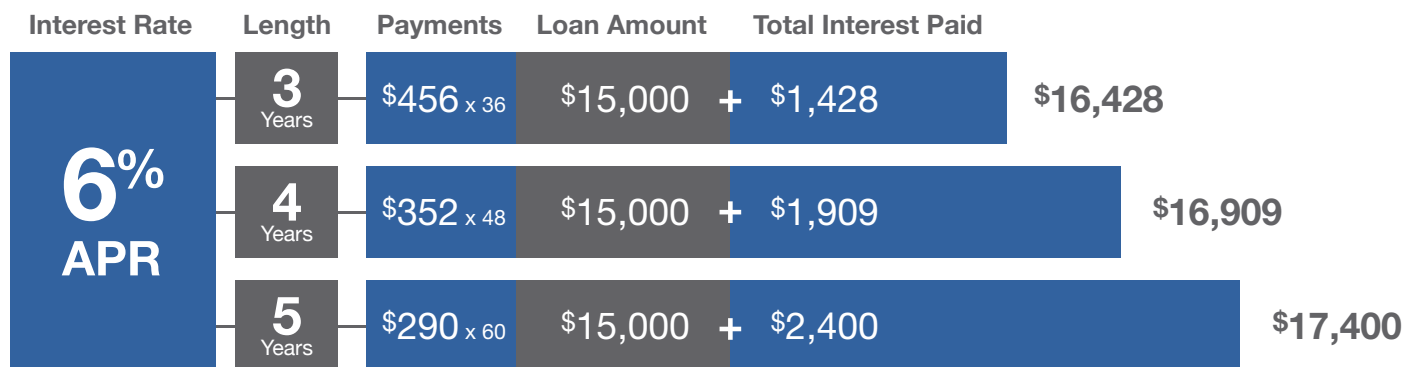 Interest Rate Length Payments Loan Amount Total Interest Paid
6% APR
3 Years $456 x 36 $15,000 + $1,428 $16,428
4 Years $352 x 48 $15,000 + $1,909 $16,909
5 Years $290 x 60 $15,000 + $2,400 $17,400